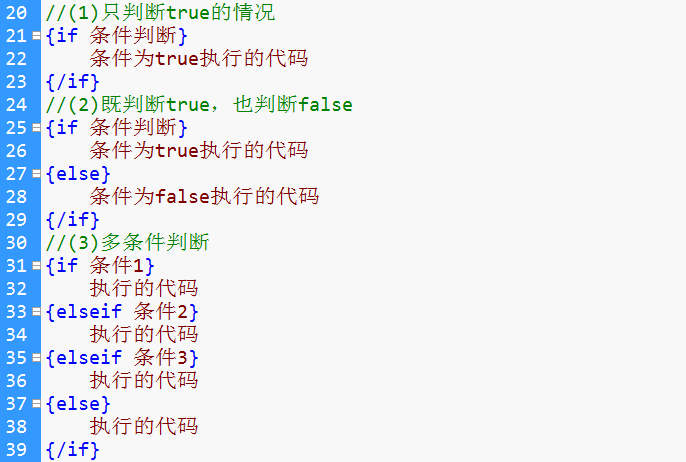 20 //(1)只判断true的情况
21 {if 条件判断}
22     条件为true执行的代码
23 {/if}
24 //(2)既判断true，也判断false
25 {if 条件判断}
26     条件为true执行的代码
27 {else}
28     条件为false执行的代码
29 {/if}
30 //(3)多条件判断
31 {if 条件1}
32     执行的代码
33 {elseif 条件2}
34     执行的代码
35 {elseif 条件3}
36     执行的代码
37 {else}
38     执行的代码
39 {/if}